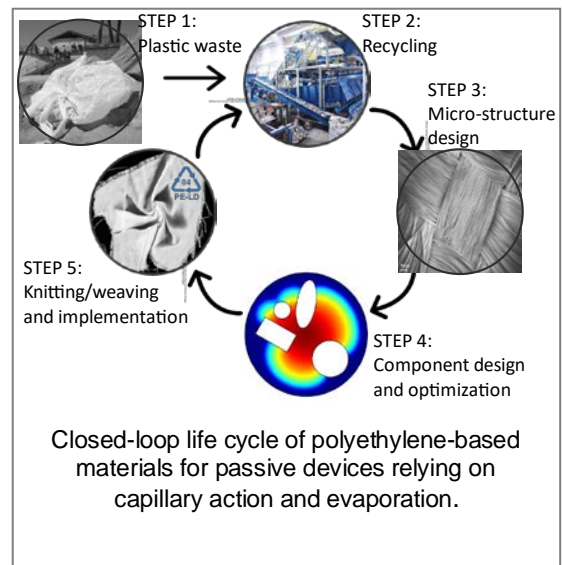 STEP 1:
Plastic waste
STEP 2:
Recycling
STEP 3:
Micro-structure
design
04
PE-LD
STEP 5:
Knitting/weaving
and implementation
STEP 4:
Component design
and optimization
Closed-loop life cycle of polyethylene-based
materials for passive devices relying on
capillary action and evaporation.